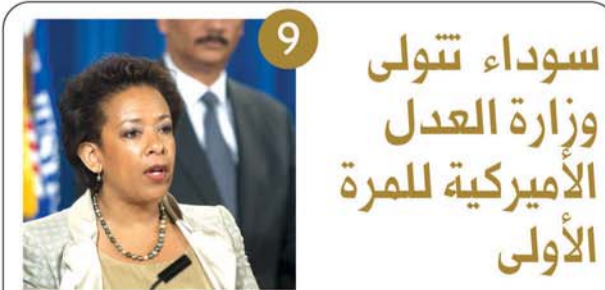 9
سوداء تتولى
وزارة العدل
الأميركية للمرة
الأولى